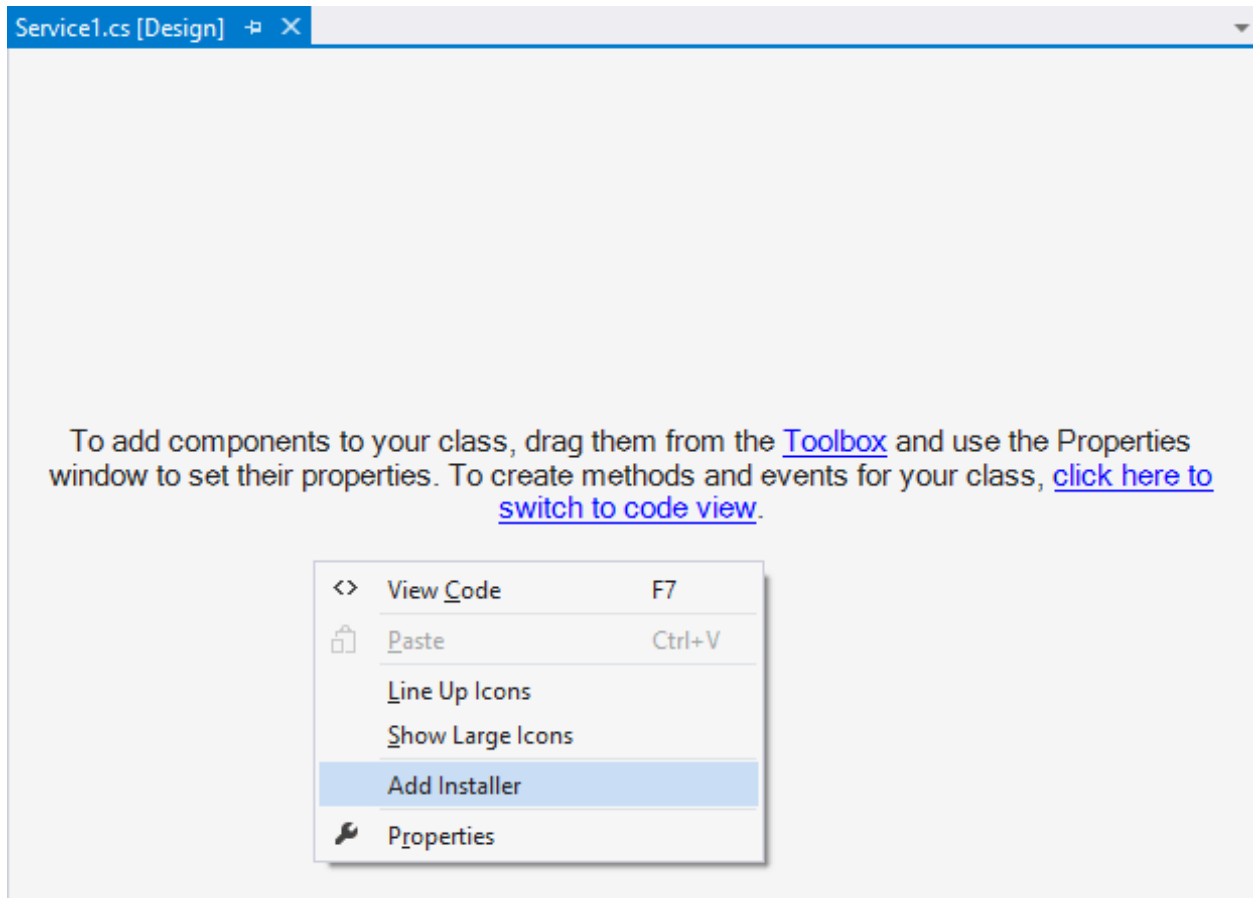 Service1.cs [Design]
To add components to your class, drag them from the Toolbox and use the Properties
window to set their properties. To create methods and events for your class, click here to
switch to code view.
View Code F7
Paste Ctrl+V
Line Up Icons
Show Large Icons
Add Installer
Properties